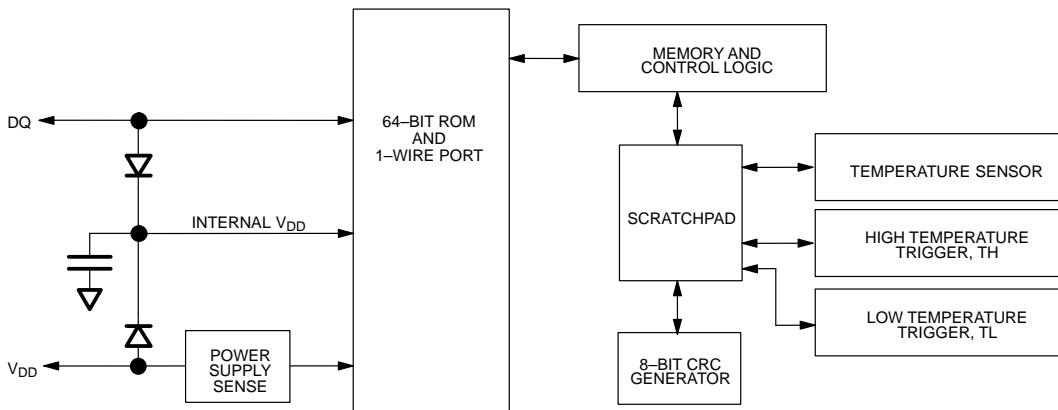 MEMORY AND
CONTROL LOGIC
DQ
64–BIT ROM
AND
1–WIRE PORT
TEMPERATURE SENSOR
SCRATCHPAD
INTERNAL VDD
HIGH TEMPERATURE
TRIGGER, TH
LOW TEMPERATURE
TRIGGER, TL
VDD
POWER
SUPPLY
SENSE
8–BIT CRC
GENERATOR